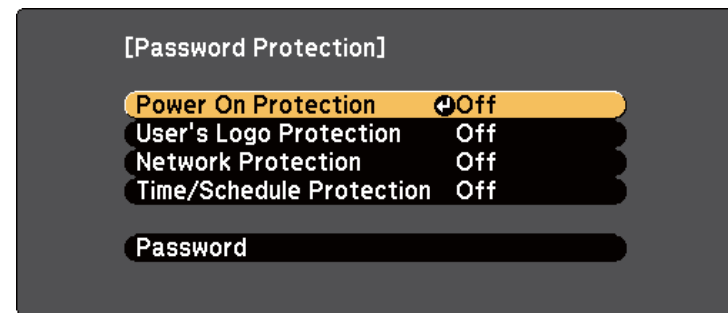 [Password Protection]
Power On Protection Off
User's Logo Protection Off
Network Protection Off
Time/Schedule Protection Off
Password